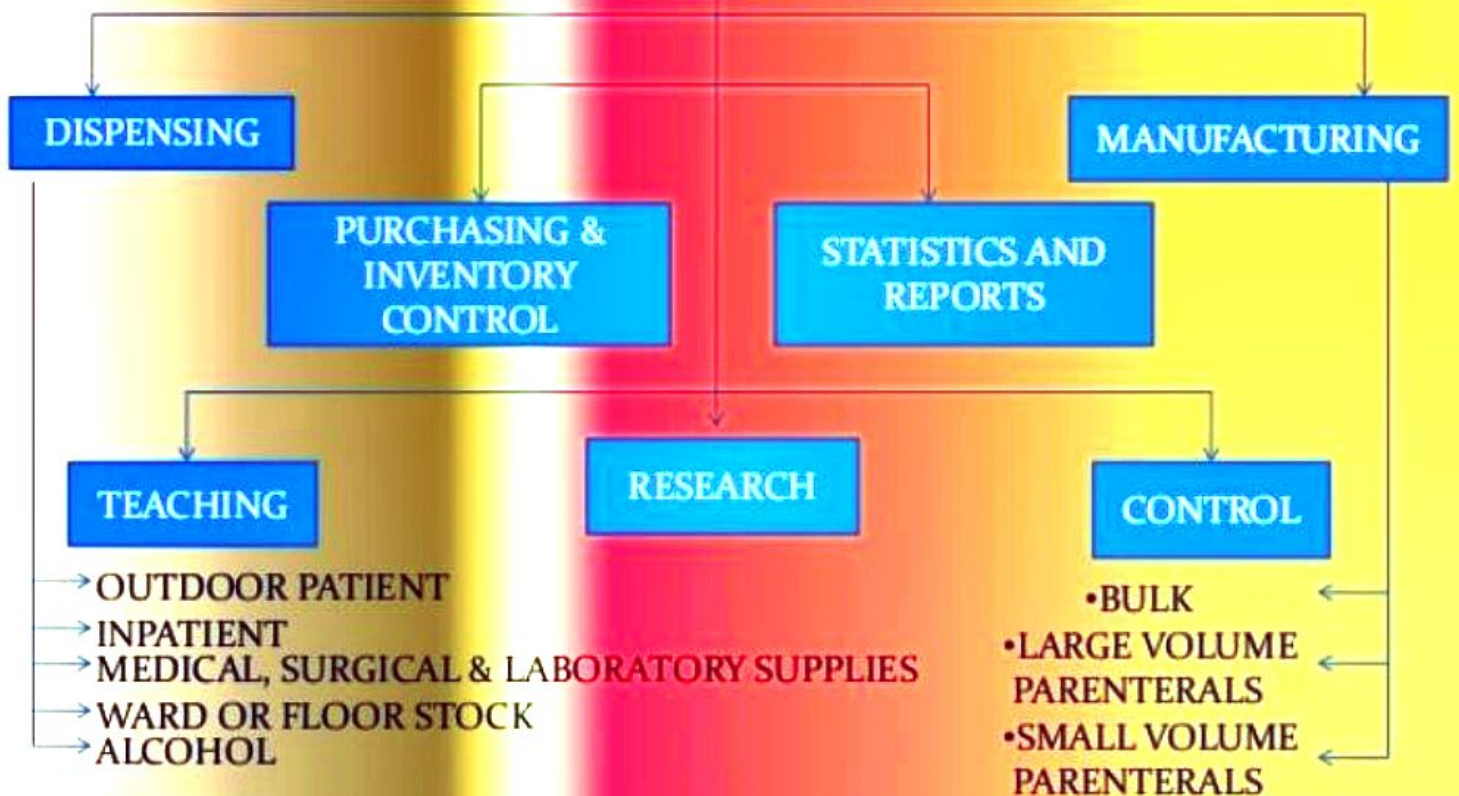 DISPENSING
MANUFACTURING
PURCHASING &
INVENTORY
CONTROL
STATISTICS AND
REPORTS
TEACHING
RESEARCH
CONTROL
OUTDOOR PATIENT
INPATIENT
MEDICAL, SURGICAL & LABORATORY SUPPLIES
WARD OR FLOOR STOCK
ALCOHOL
•BULK
•LARGE VOLUME
PARENTERALS
•SMALL VOLUME
PARENTERALS